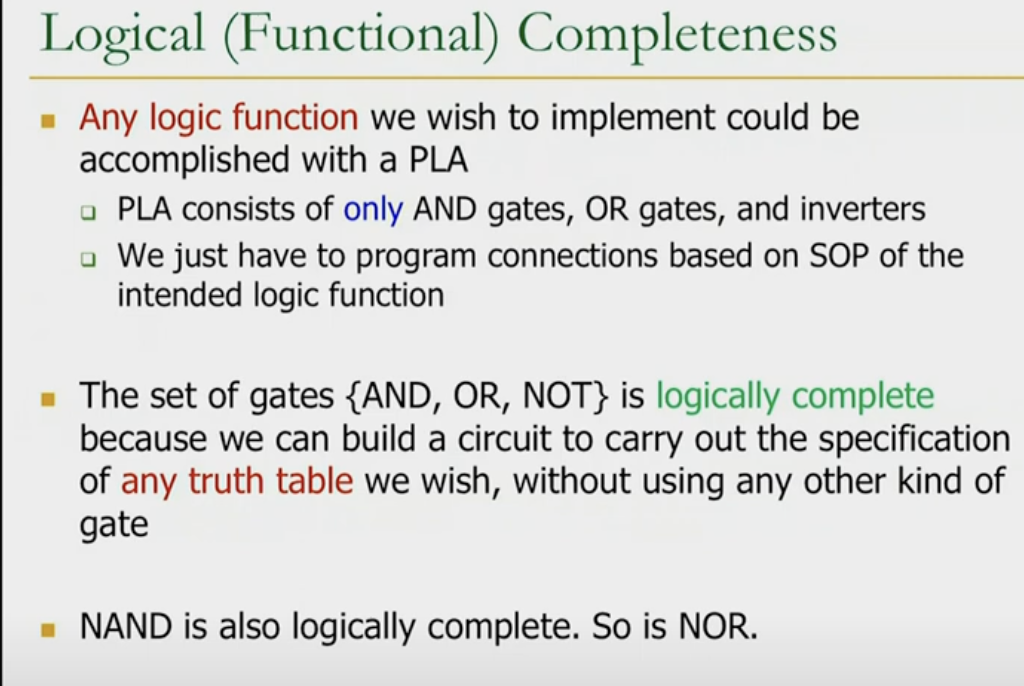 Logical (Functional) Completeness
Any logic function we wish to implement could be
accomplished with a PLA
PLA consists of only AND gates, OR gates, and inverters
We just have to program connections based on SOP of the
intended logic function
The set of gates {AND, OR, NOT} is logically complete
because we can build a circuit to carry out the specification
of any truth table we wish, without using any other kind of
gate
NAND is also logically complete. So is NOR.